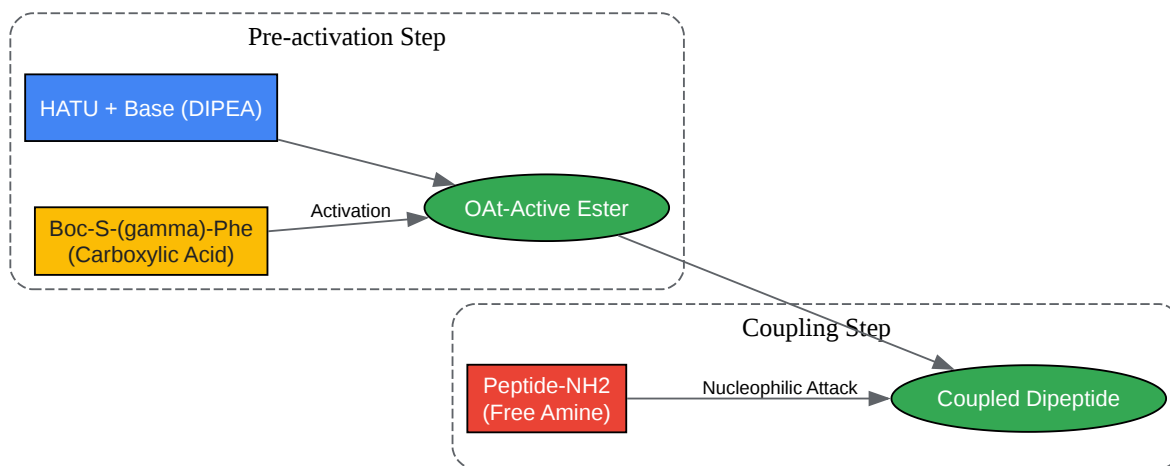 Pre-activation Step
HATU + Base (DIPEA)
Boc-S-(gamma)-Phe
(Carboxylic Acid)
Activation
OAt-Active Ester
Coupling Step
Peptide-NH2
(Free Amine)
Nucleophilic Attack
Coupled Dipeptide